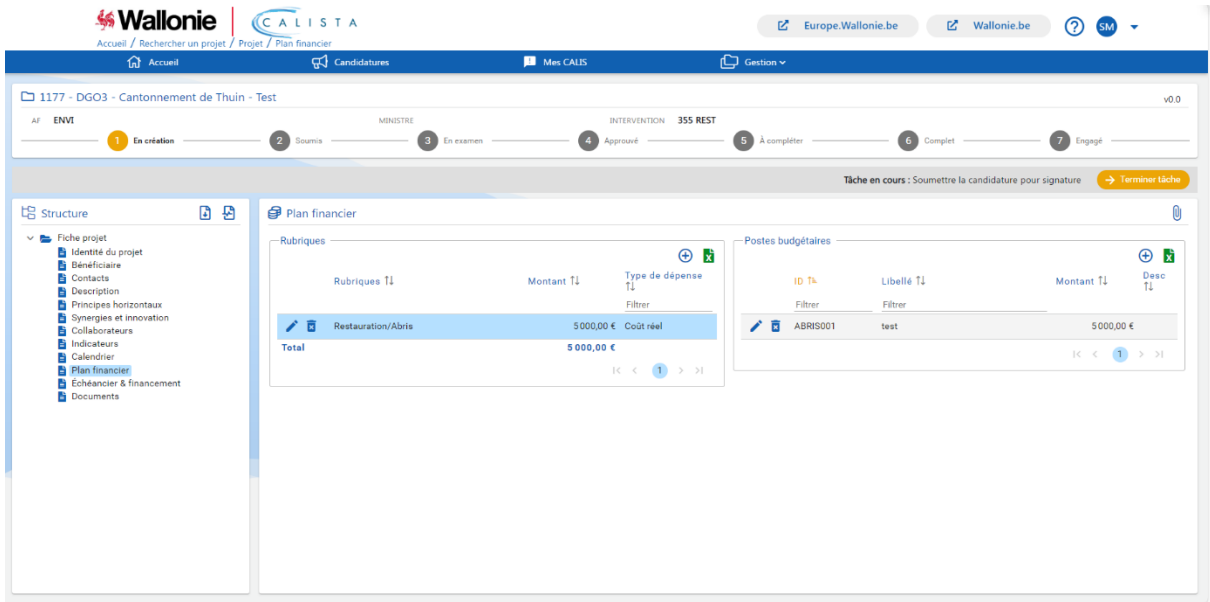 Wallonie
CALISTA
Europe.Wallonie.be
Wallonie.be
?
SM
Accueil / Rechercher un projet / Projet / Plan financier
Accueil
Candidatures
Mes CALIS
Gestion
1177 - DGO3 - Cantonnement de Thuin - Test
v0.0
AF ENVI
MINISTRE
INTERVENTION 355 REST
1 En création
2 Soumis
3 En examen
4 Approuvé
5 À compléter
6 Complet
7 Engagé
Tâche en cours : Soumettre la candidature pour signature
Terminer tâche
Structure
Fiche projet
Identité du projet
Bénéficiaire
Contacts
Description
Principes horizontaux
Synergies et innovation
Collaborateurs
Indicateurs
Calendrier
Plan financier
Échéancier & financement
Documents
Plan financier
Rubriques
Rubriques
Montant
Type de dépense
Filtrer
Restauration/Abris 5 000,00 € Coût réel
Total 5 000,00 €
1
Postes budgétaires
ID
Libellé
Montant
Desc
Filtrer
Filtrer
ABRIS001 test 5 000,00 €
1